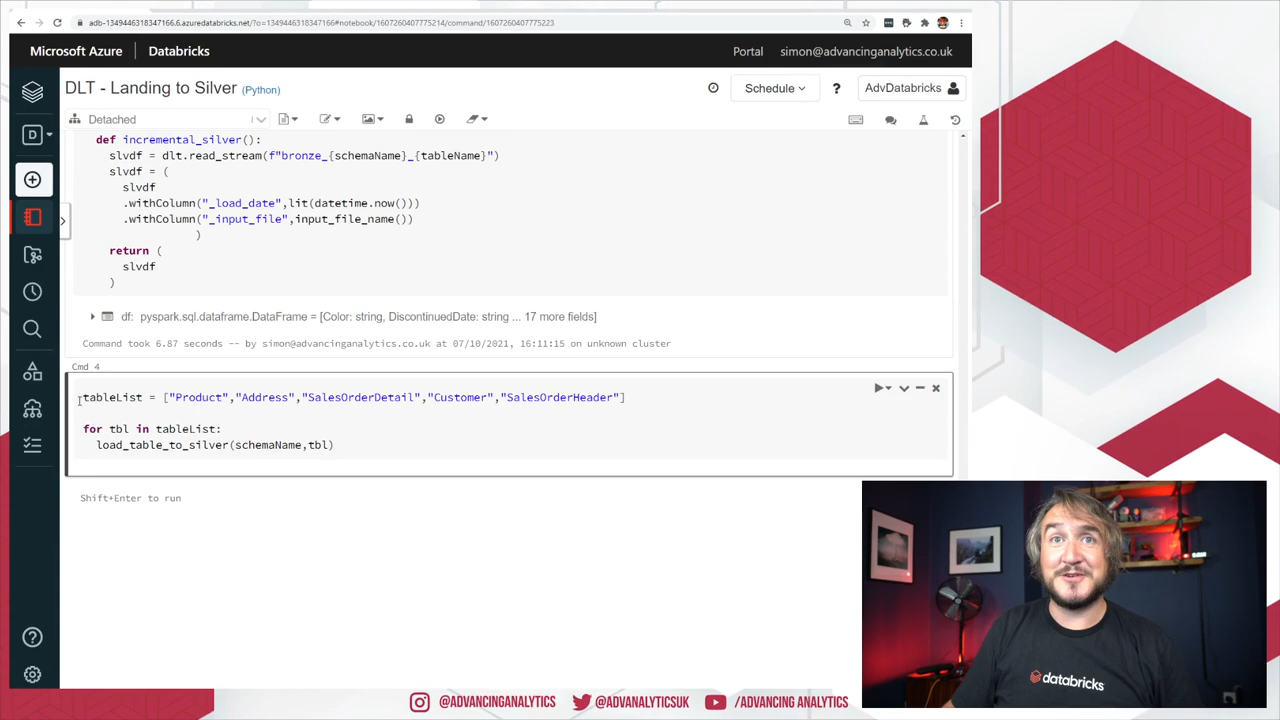 adb-1349446318347166.6.azuredatabricks.net/?o=1349446318347166#notebook/1607260407775214/command/1607260407775223
Microsoft Azure | Databricks
Portal simon@advancinganalytics.co.uk
DLT - Landing to Silver (Python)
Schedule
?
AdvDatabricks
D
Detached
def incremental_silver():
slvdf = dlt.read_stream(f"bronze_{schemaName}_{tableName}")
slvdf = (
slvdf
.withColumn("_load_date",lit(datetime.now()))
.withColumn("_input_file",input_file_name())
)
return (
slvdf
)
df: pyspark.sql.dataframe.DataFrame = [Color: string, DiscontinuedDate: string ... 17 more fields]
Command took 6.87 seconds -- by simon@advancinganalytics.co.uk at 07/10/2021, 16:11:15 on unknown cluster
Cmd 4
tableList = ["Product","Address","SalesOrderDetail","Customer","SalesOrderHeader"]
for tbl in tableList:
load_table_to_silver(schemaName,tbl)
Shift+Enter to run
databricks
@ADVANCINGANALYTICS
@ADVANALYTICSUK
/ADVANCING ANALYTICS